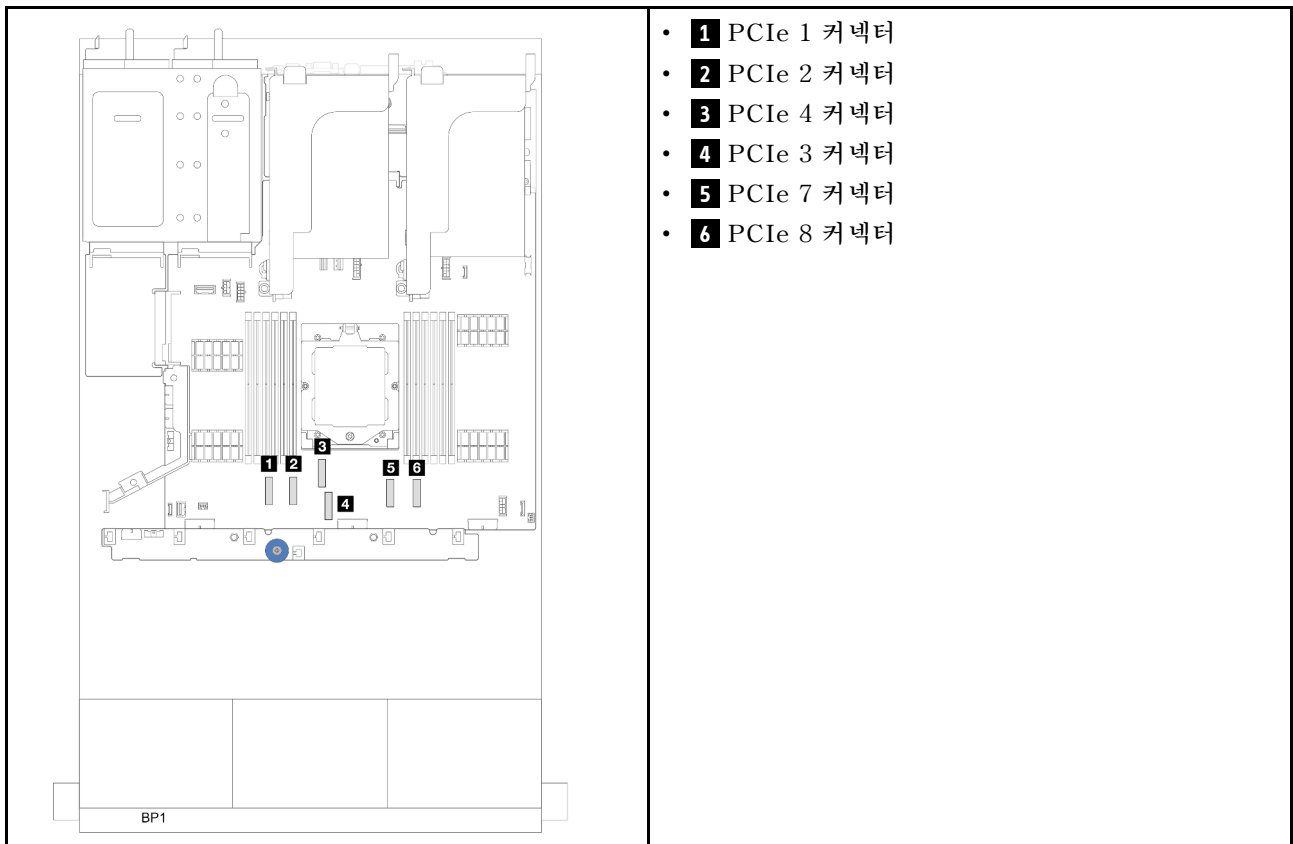 1
2
3
4
5
6
BP1
• 1 PCIe 1 커넥터
• 2 PCIe 2 커넥터
• 3 PCIe 4 커넥터
• 4 PCIe 3 커넥터
• 5 PCIe 7 커넥터
• 6 PCIe 8 커넥터